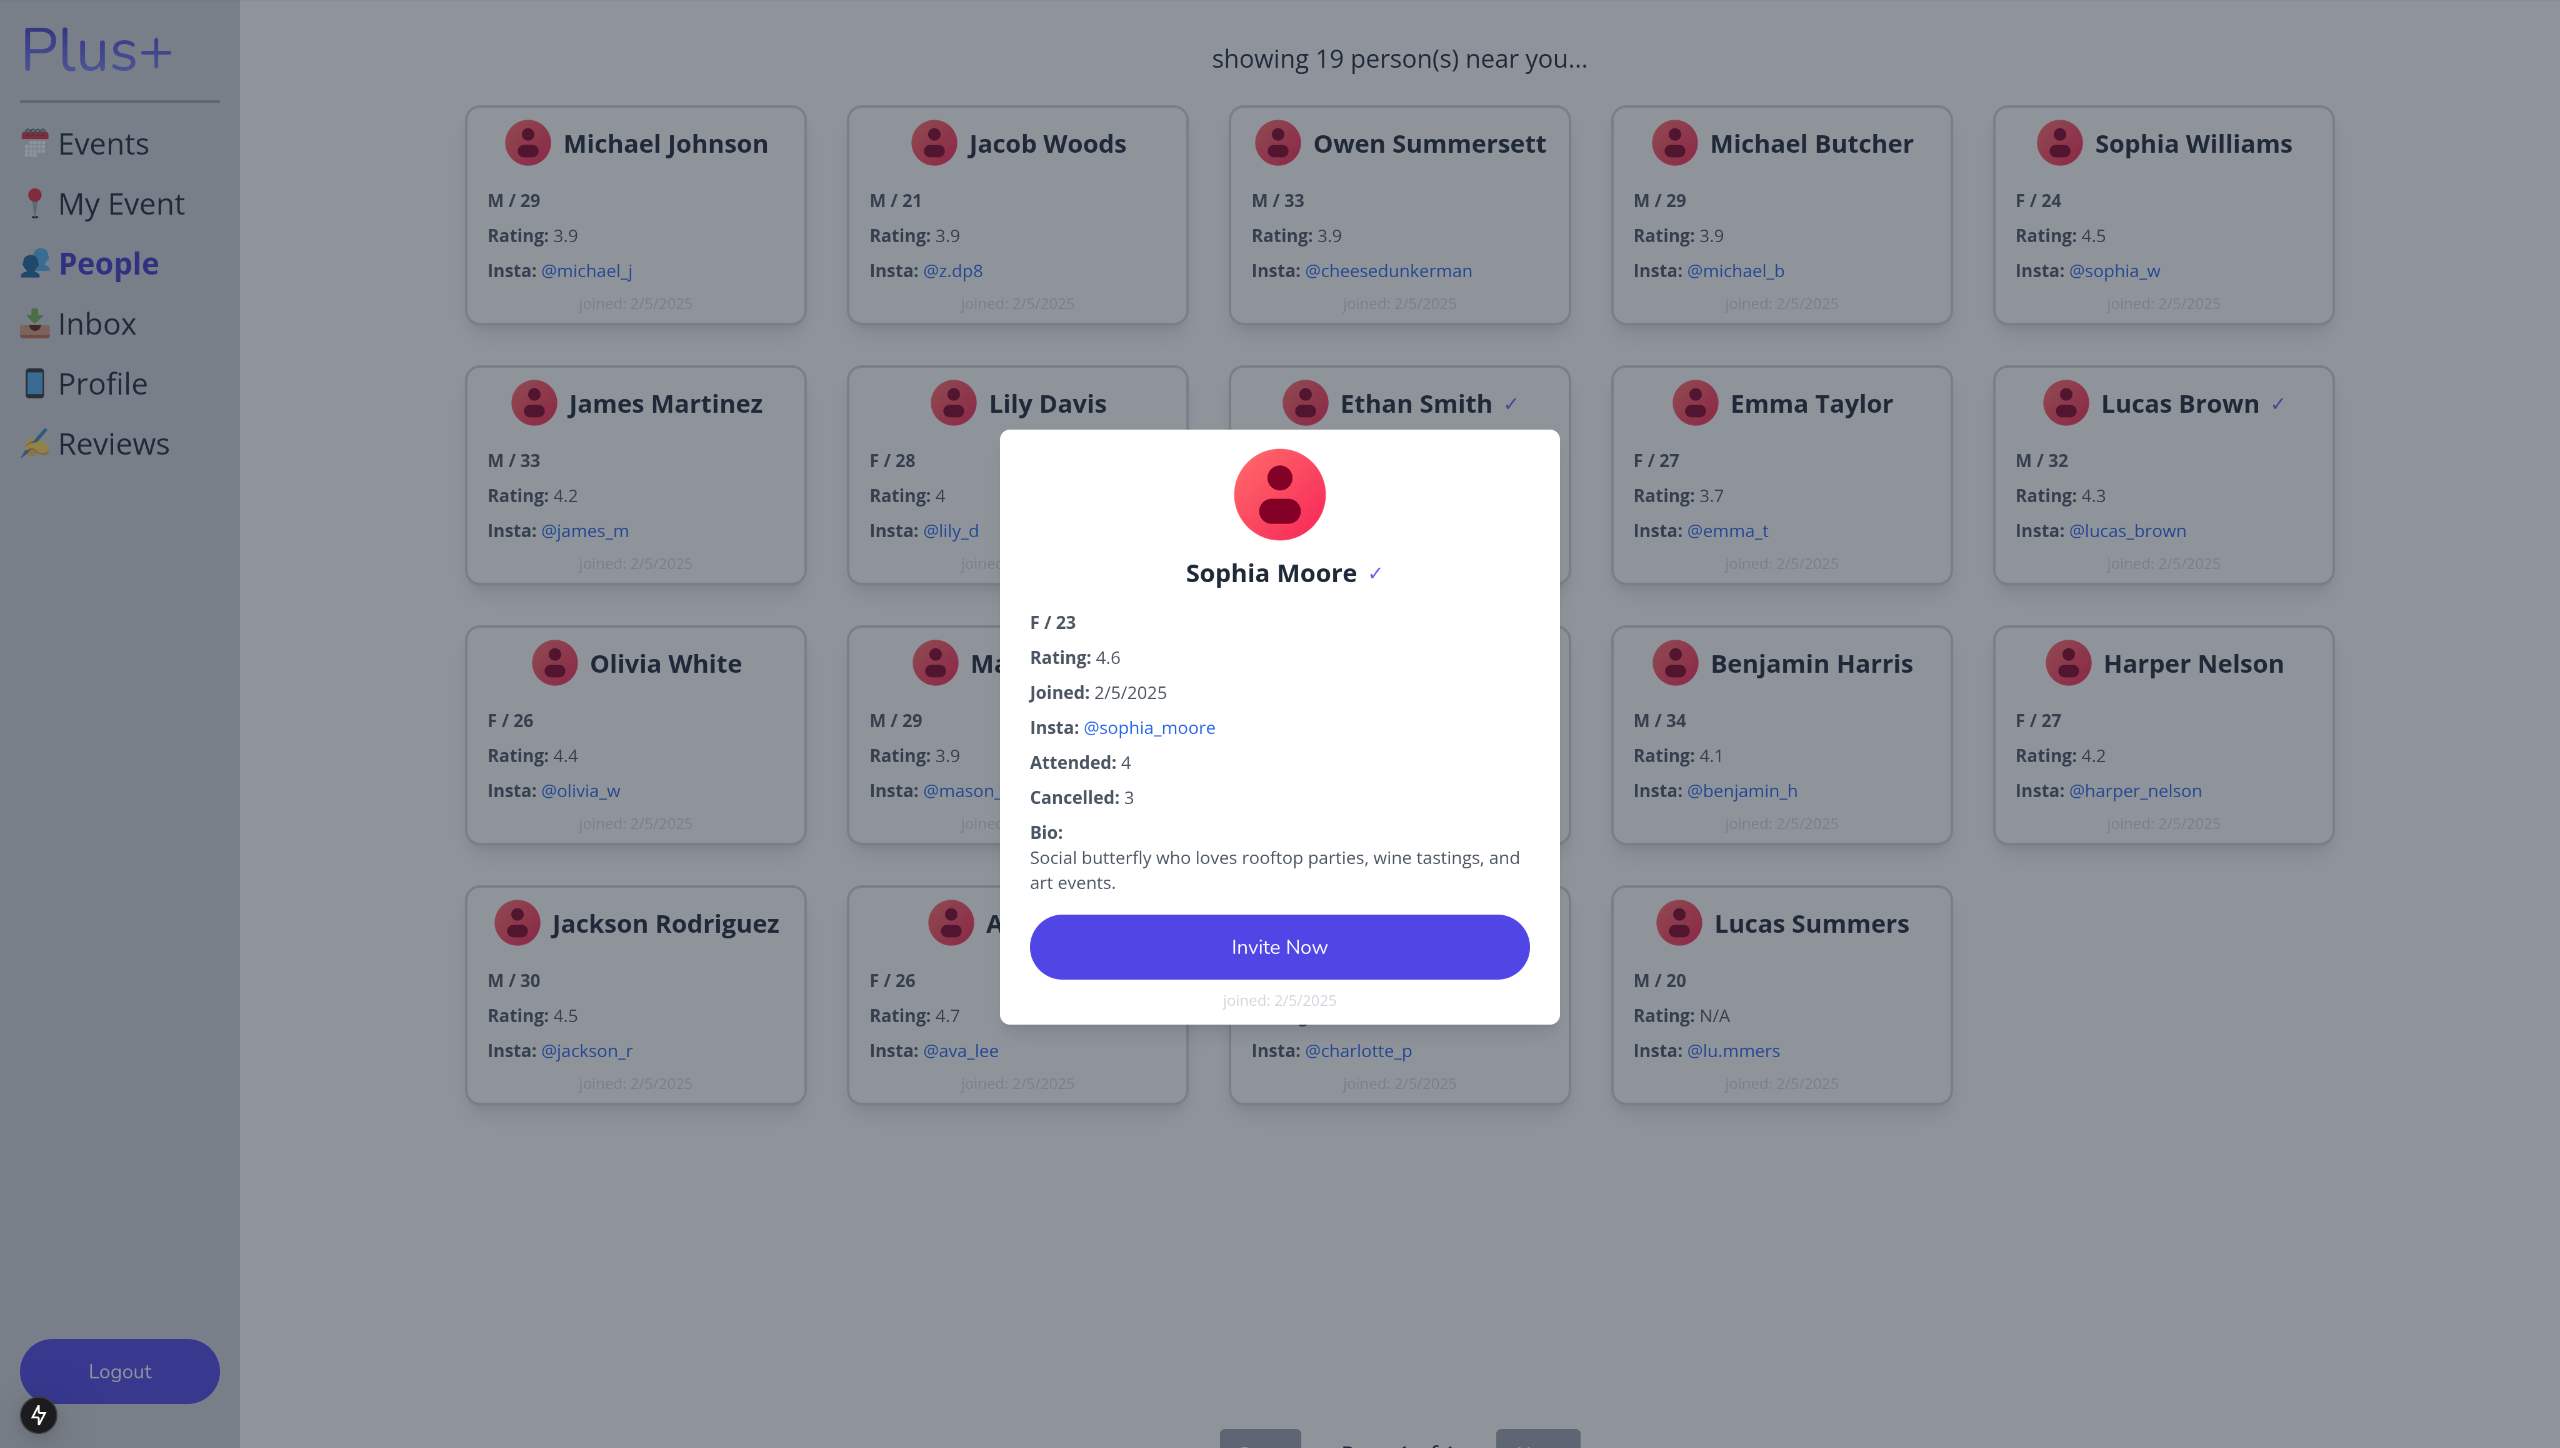 Plus+
Events
My Event
People
Inbox
Profile
Reviews
Logout
showing 19 person(s) near you...
Michael Johnson
M / 29
Rating: 3.9
Insta: @michael_j
joined: 2/5/2025
Jacob Woods
M / 21
Rating: 3.9
Insta: @z.dp8
joined: 2/5/2025
Owen Summersett
M / 33
Rating: 3.9
Insta: @cheesedunkerman
joined: 2/5/2025
Michael Butcher
M / 29
Rating: 3.9
Insta: @michael_b
joined: 2/5/2025
Sophia Williams
F / 24
Rating: 4.5
Insta: @sophia_w
joined: 2/5/2025
James Martinez
M / 33
Rating: 4.2
Insta: @james_m
joined: 2/5/2025
Lily Davis
F / 28
Rating: 4
Insta: @lily_d
Ethan Smith ✓
Emma Taylor
F / 27
Rating: 3.7
Insta: @emma_t
joined: 2/5/2025
Lucas Brown ✓
M / 32
Rating: 4.3
Insta: @lucas_brown
joined: 2/5/2025
Sophia Moore ✓
F / 23
Rating: 4.6
Joined: 2/5/2025
Insta: @sophia_moore
Attended: 4
Cancelled: 3
Bio:
Social butterfly who loves rooftop parties, wine tastings, and
art events.
Invite Now
joined: 2/5/2025
Olivia White
F / 26
Rating: 4.4
Insta: @olivia_w
joined: 2/5/2025
M / 29
Rating: 3.9
Insta: @mason_
Benjamin Harris
M / 34
Rating: 4.1
Insta: @benjamin_h
joined: 2/5/2025
Harper Nelson
F / 27
Rating: 4.2
Insta: @harper_nelson
joined: 2/5/2025
Jackson Rodriguez
M / 30
Rating: 4.5
Insta: @jackson_r
joined: 2/5/2025
F / 26
Rating: 4.7
Insta: @ava_lee
joined: 2/5/2025
Insta: @charlotte_p
joined: 2/5/2025
Lucas Summers
M / 20
Rating: N/A
Insta: @lu.mmers
joined: 2/5/2025